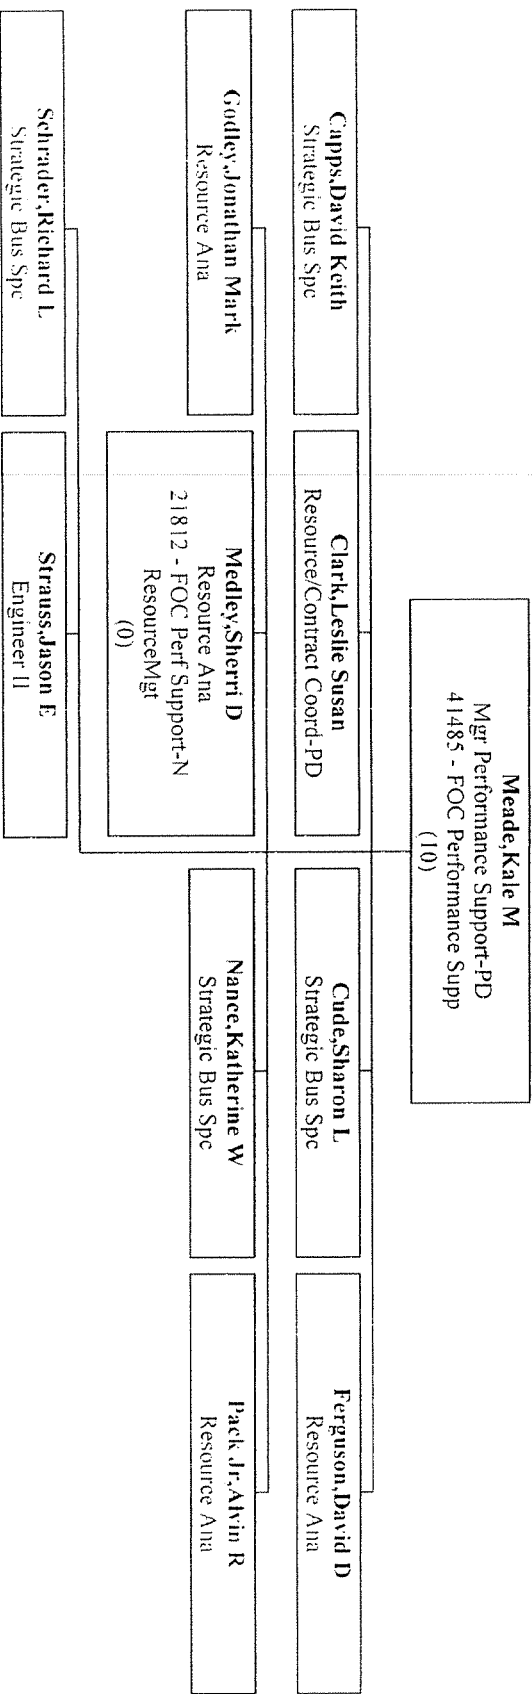 Meade,Kale M
Mgr Performance Support-PD
41485 - FOC Performance Supp
(10)
Capps,David Keith
Strategic Bus Spc
Clark,Leslie Susan
Resource/Contract Coord-PD
Cude,Sharon L
Strategic Bus Spc
Ferguson,David D
Resource Ana
Godley,Jonathan Mark
Resource Ana
Medley,Sherri D
Resource Ana
21812 - FOC Perf Support-N
ResourceMgt
(0)
Nance,Katherine W
Strategic Bus Spc
Pack Jr,Alvin R
Resource Ana
Schrader,Richard L
Strategic Bus Spc
Strauss,Jason E
Engineer II